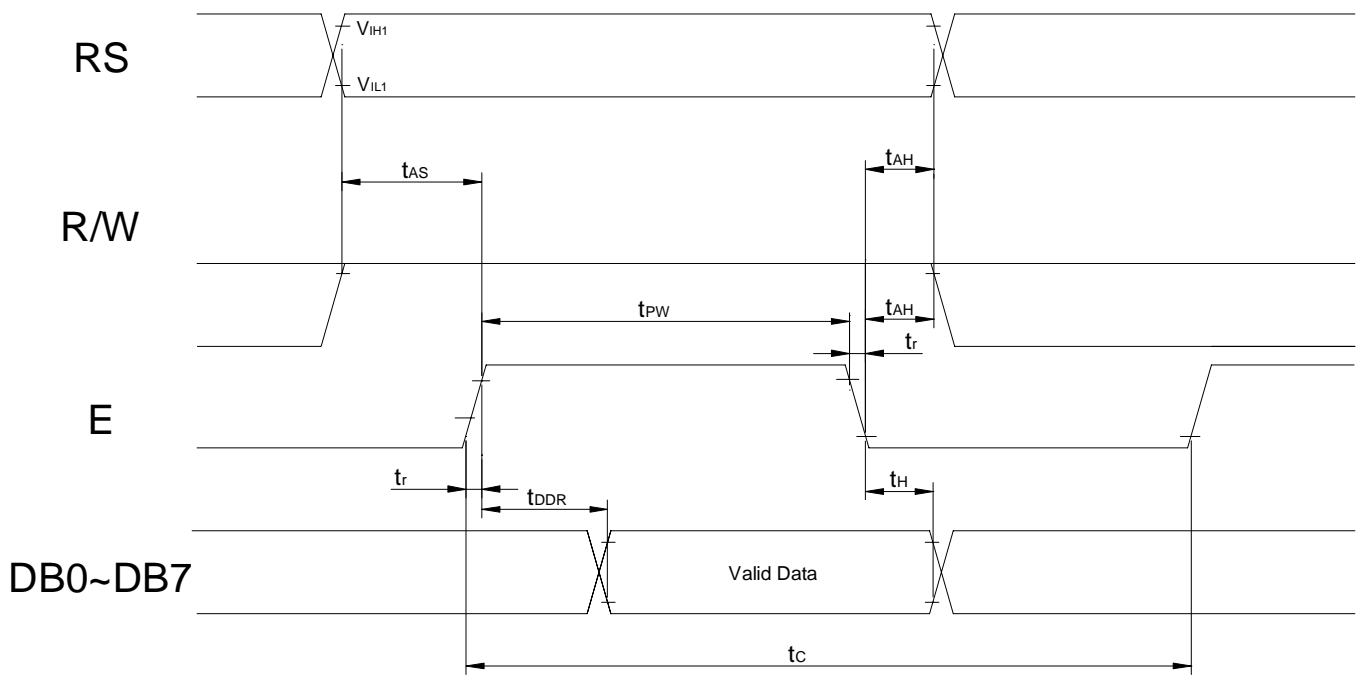 RS
VIH1
VIL1
tAS
tAH
R/W
tPW
tAH
tr
E
tr
tDDR
tH
DB0~DB7
Valid Data
tC